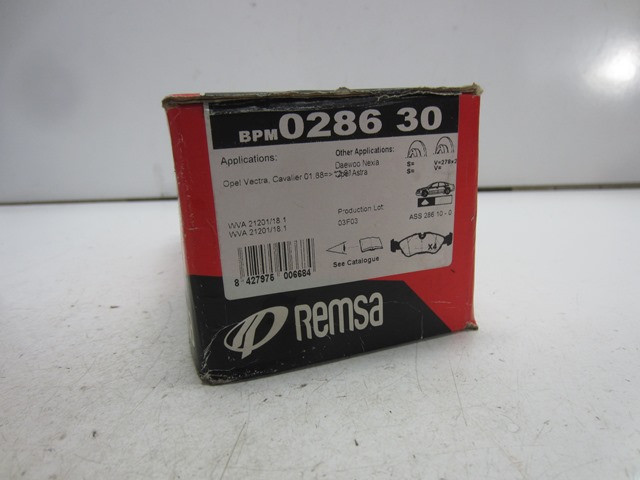 BPM 0286 30
Applications:
Opel Vectra, Cavalier 01.88=>
WVA 21201/18.1
WVA 21201/18.1
8 427976 006684
Other Applications:
Daewoo Nexia
Astra
Production Lot:
03F03
See Catalogue
S=
S=
V=
ASS 286 10 - 0
X4
Remsa